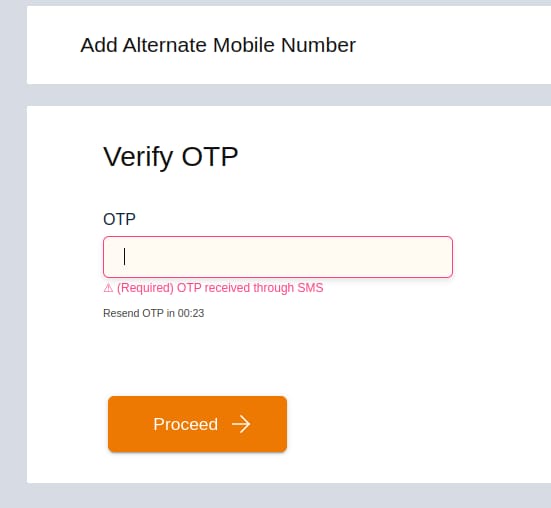 Add Alternate Mobile Number
Verify OTP
OTP
⚠ (Required) OTP received through SMS
Resend OTP in 00:23
Proceed →